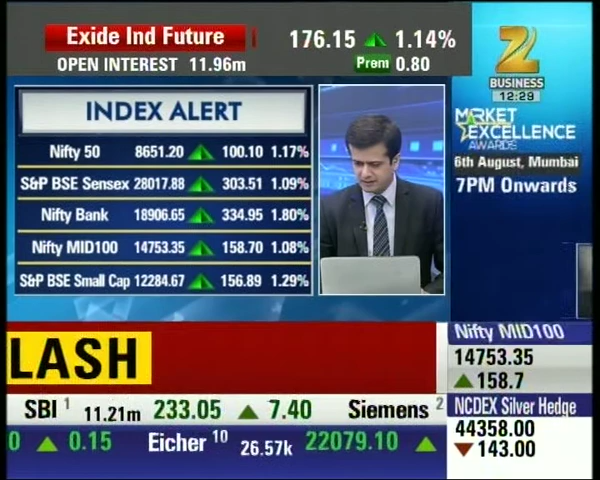 Exide Ind Future 176.15 1.14%
OPEN INTEREST 11.96m Prem 0.80
Z
BUSINESS
12:29
INDEX ALERT
Nifty 50 8651.20 100.10 1.17%
S&P BSE Sensex 28017.88 303.51 1.09%
Nifty Bank 18906.65 334.95 1.80%
Nifty MID100 14753.35 158.70 1.08%
S&P BSE Small Cap 12284.67 156.89 1.29%
MARKET
EXCELLENCE
AWARDS
6th August, Mumbai
7PM Onwards
LASH
Nifty MID100
14753.35
158.7
SBI 1 11.21m 233.05 7.40 Siemens 2
0 0.15 Eicher 10 26.57k 22079.10
NCDEX Silver Hedge
44358.00
143.00